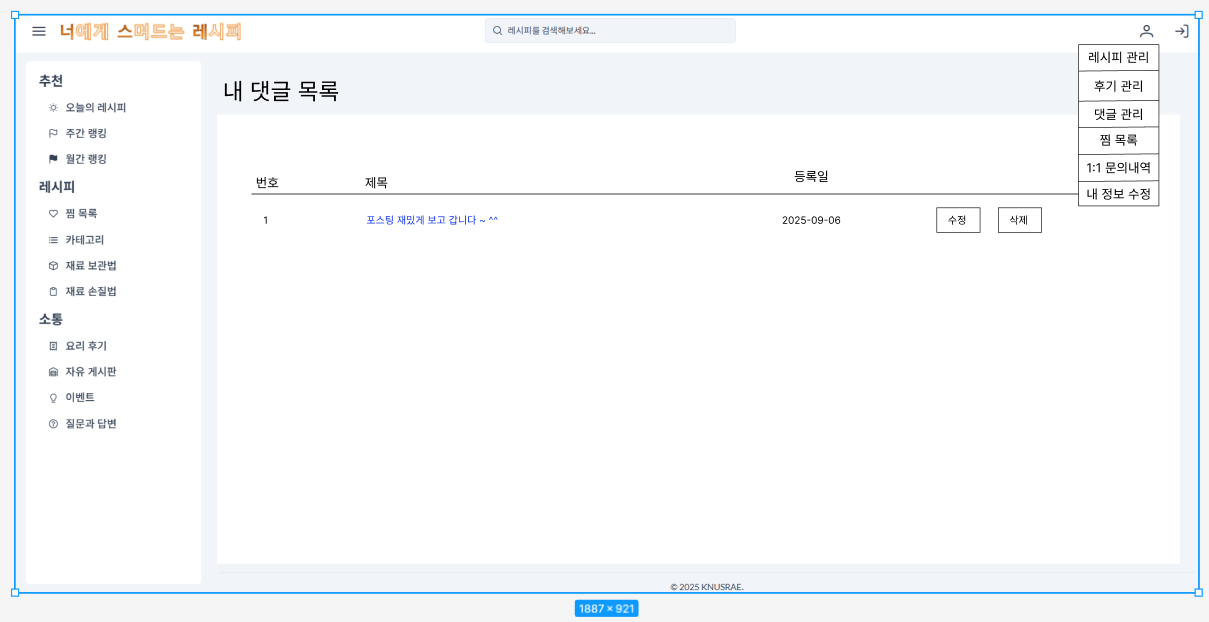 너에게 스며드는 레시피
레시피를 검색해보세요...
레시피 관리
후기 관리
댓글 관리
찜 목록
1:1 문의내역
내 정보 수정
추천
오늘의 레시피
주간 랭킹
월간 랭킹
레시피
찜 목록
카테고리
재료 보관법
재료 손질법
소통
요리 후기
자유 게시판
이벤트
질문과 답변
내 댓글 목록
번호 제목 등록일
1 포스팅 재밌게 보고 갑니다 ~ ^^ 2025-09-06 수정 삭제
© 2025 KNUSRAE.
1887 × 921